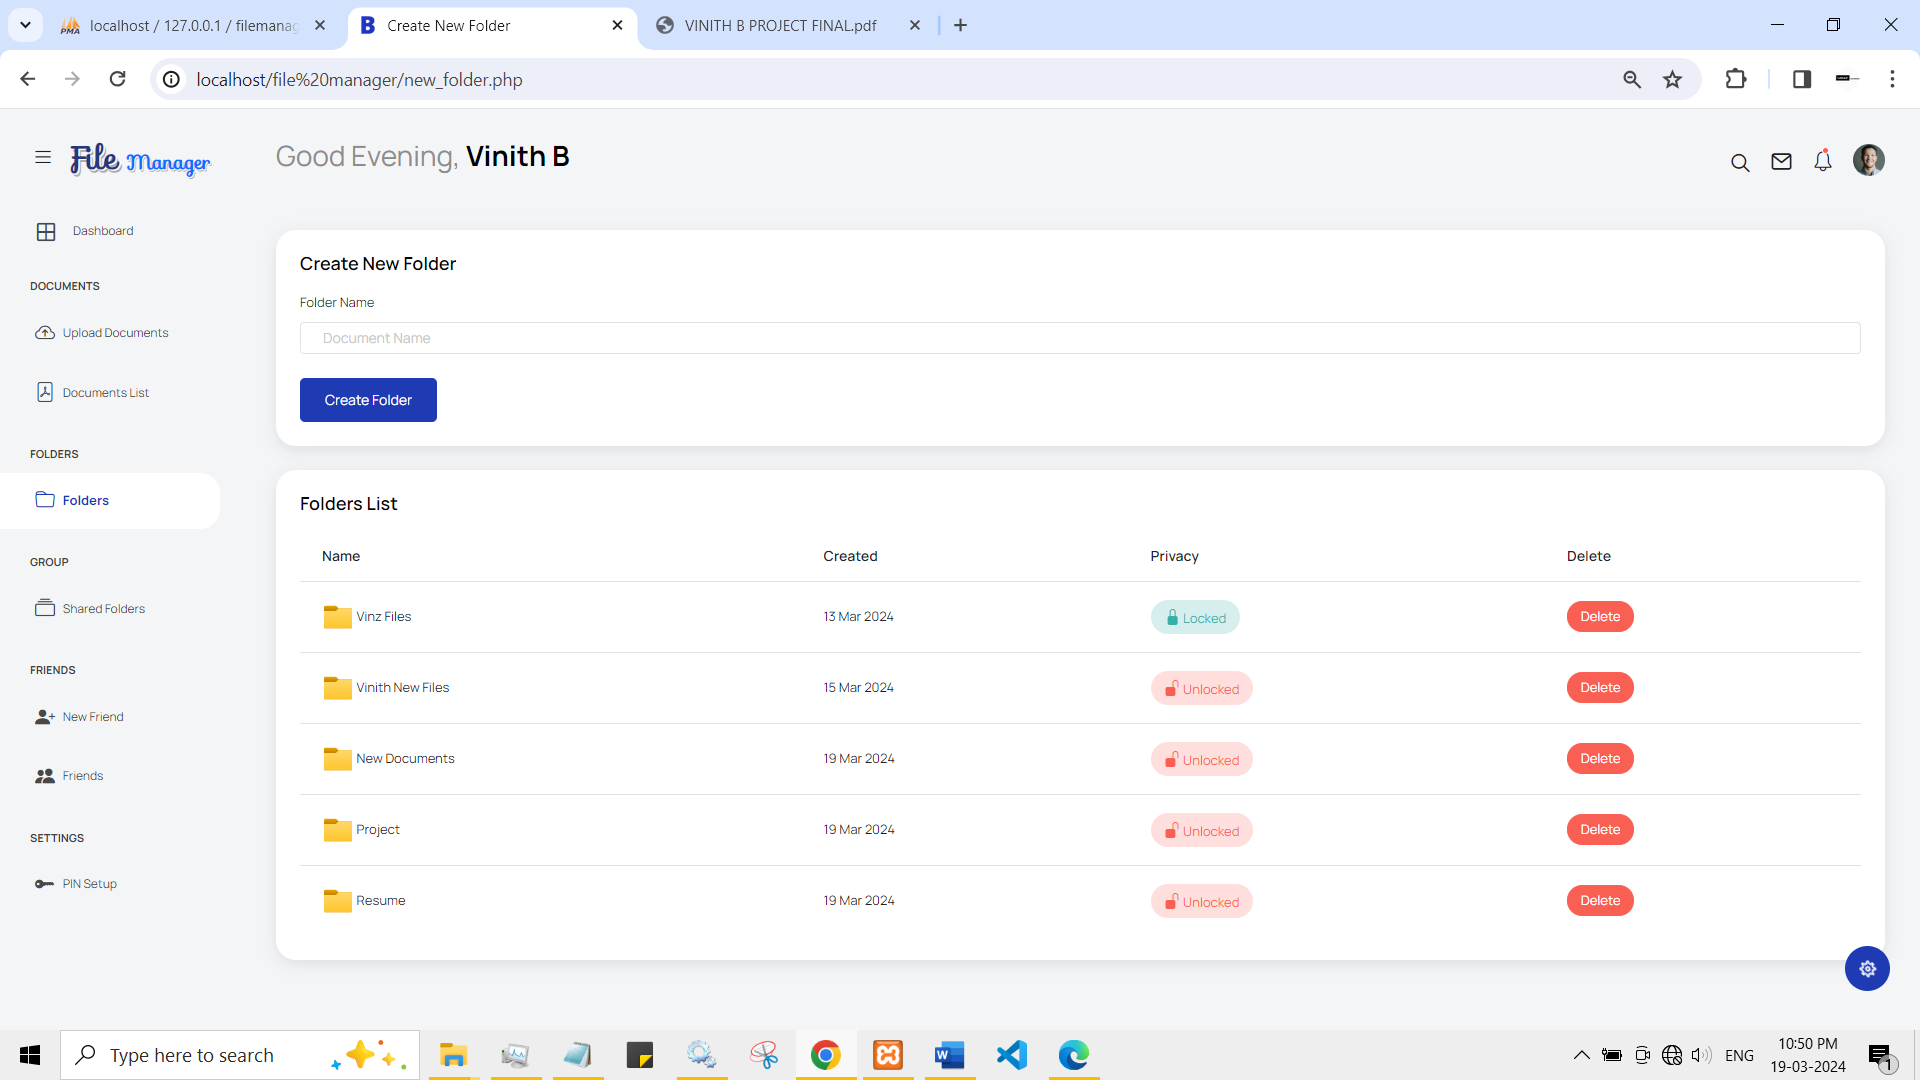 localhost / 127.0.0.1 / filemanag
Create New Folder
VINITH B PROJECT FINAL.pdf
localhost/file%20manager/new_folder.php
File Manager
Good Evening, Vinith B
Dashboard
DOCUMENTS
Upload Documents
Documents List
FOLDERS
Folders
GROUP
Shared Folders
FRIENDS
New Friend
Friends
SETTINGS
PIN Setup
Create New Folder
Folder Name
Document Name
Create Folder
Folders List
Name Created Privacy Delete
Vinz Files 13 Mar 2024 Locked Delete
Vinith New Files 15 Mar 2024 Unlocked Delete
New Documents 19 Mar 2024 Unlocked Delete
Project 19 Mar 2024 Unlocked Delete
Resume 19 Mar 2024 Unlocked Delete
Type here to search
ENG
10:50 PM
19-03-2024
1